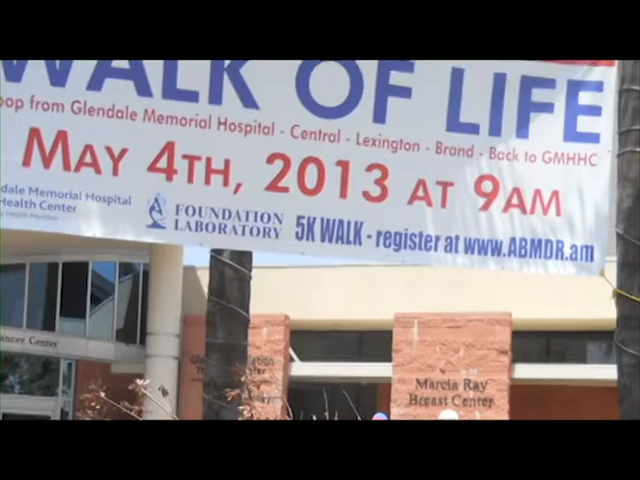 WALK OF LIFE
oop from Glendale Memorial Hospital - Central - Lexington - Brand - Back to GMHHC
MAY 4TH, 2013 AT 9AM
dale Memorial Hospital
Health Center
FOUNDATION
LABORATORY
5K WALK - register at www.ABMDR.am
ancer Center
Marcia Ray
Breast Center